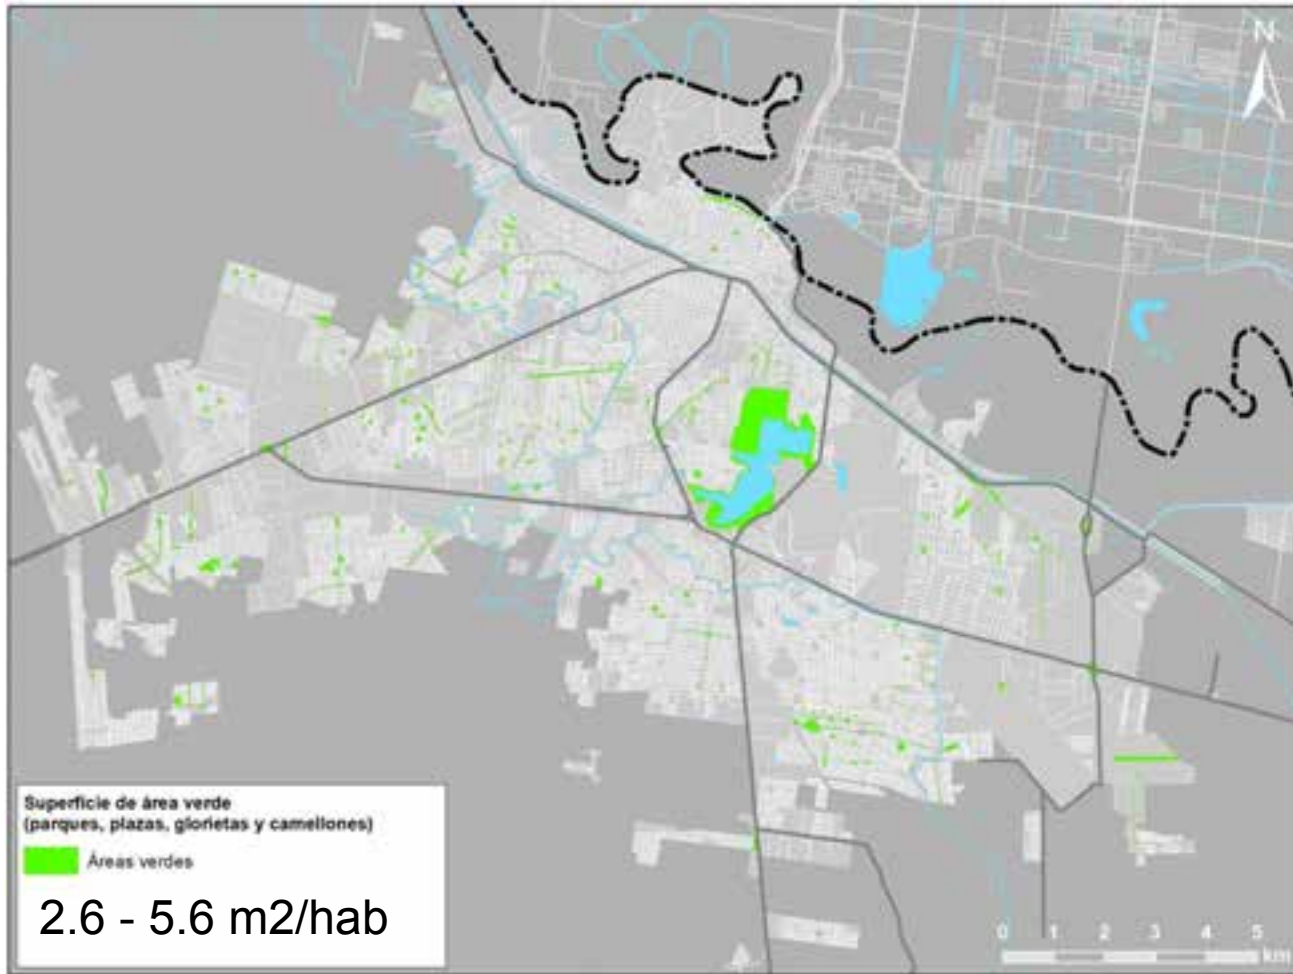 N
Superficie de área verde
(parques, plazas, glorietas y camellones)
Áreas verdes
2.6 - 5.6 m2/hab
0 1 2 3 4 5
km